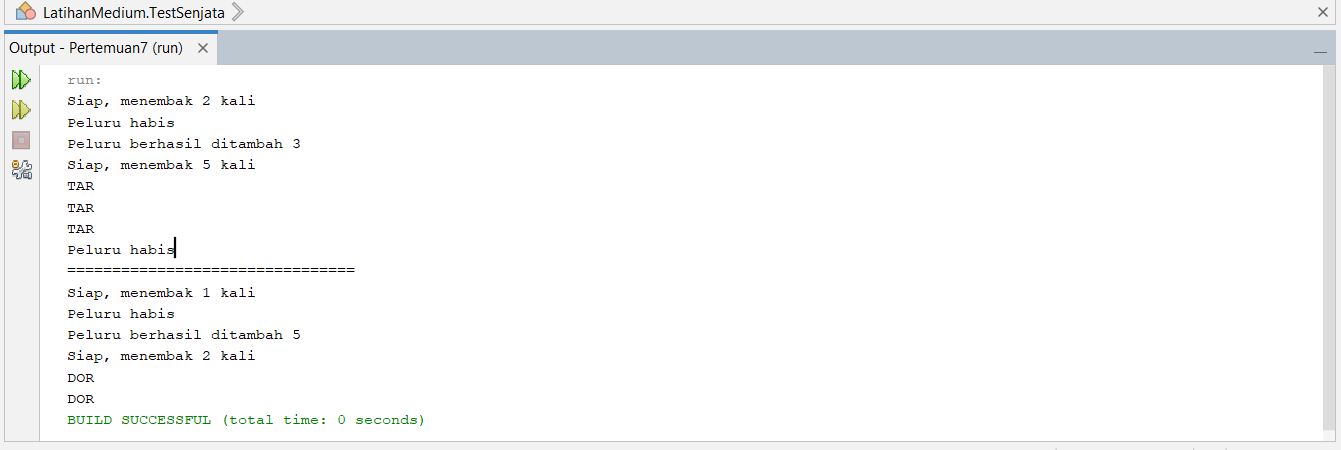 LatihanMedium.TestSenjata
Output - Pertemuan7 (run)
run:
Siap, menembak 2 kali
Peluru habis
Peluru berhasil ditambah 3
Siap, menembak 5 kali
TAR
TAR
TAR
Peluru habis
================================
Siap, menembak 1 kali
Peluru habis
Peluru berhasil ditambah 5
Siap, menembak 2 kali
DOR
DOR
BUILD SUCCESSFUL (total time: 0 seconds)